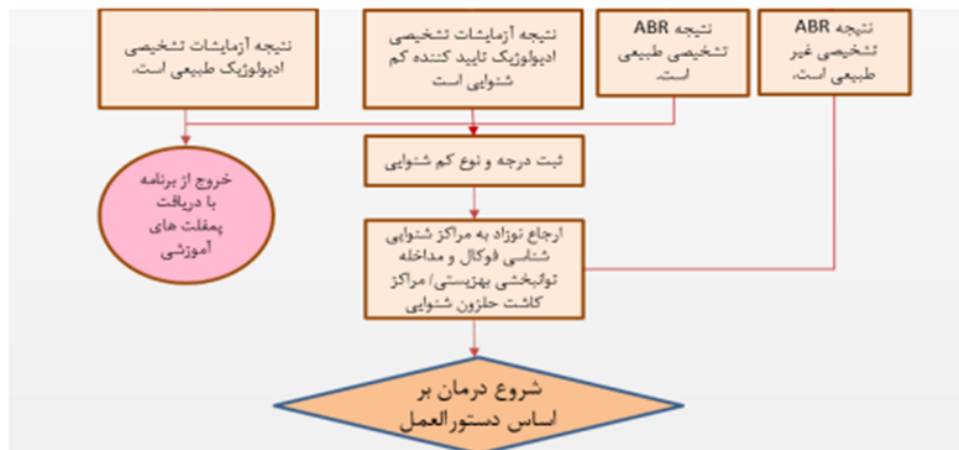 نتیجه ABR
تشخیصی غیر
طبیعی است.
نتیجه ABR
تشخیصی طبیعی
است.
نتیجه آزمایشات تشخیصی
ادیولوژیک تایید کننده کم
شنوایی است
نتیجه آزمایشات تشخیصی
ادیولوژیک طبیعی است.
ثبت درجه و نوع کم شنوایی
خروج از برنامه
با دریافت
پمفلت های
آموزشی
ارجاع نوزاد به مراکز شنوایی
شناسی فوکال و مداخله
توانبخشی بهزیستی/ مراکز
کاشت حلزون شنوایی
شروع درمان بر
اساس دستورالعمل